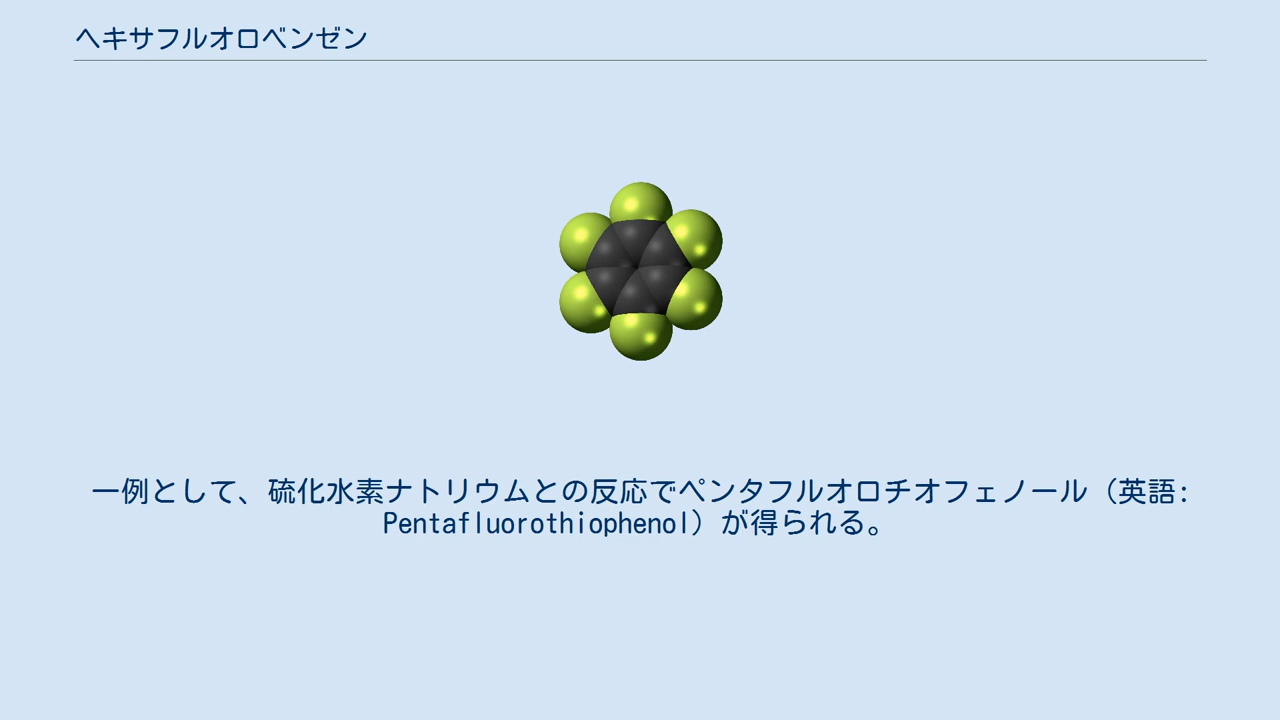 ヘキサフルオロベンゼン
一例として、硫化水素ナトリウムとの反応でペンタフルオロチオフェノール（英語:
Pentafluorothiophenol）が得られる。